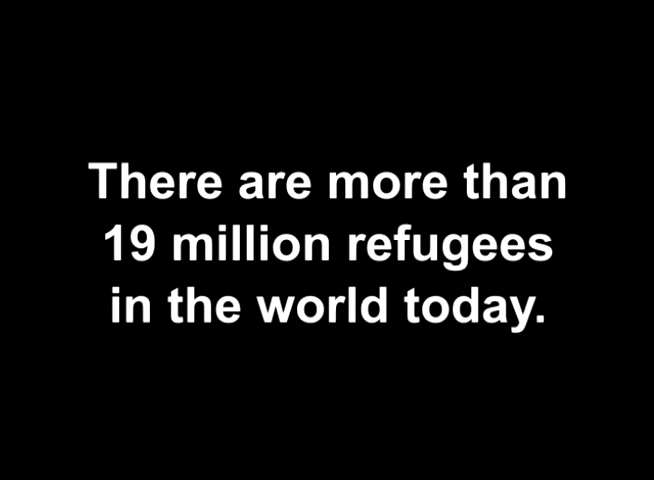 There are more than
19 million refugees
in the world today.